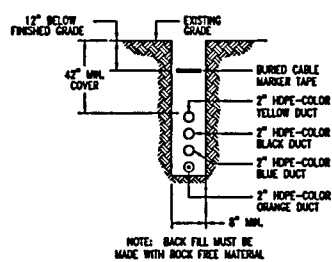 12" BELOW
FINISHED GRADE
EXISTING
GRADE
42" MIN.
COVER
BURIED CABLE
MARKER TAPE
2" HDPE-COLOR
YELLOW DUCT
2" HDPE-COLOR
BLACK DUCT
2" HDPE-COLOR
BLUE DUCT
2" HDPE-COLOR
ORANGE DUCT
8" MIN.
NOTE: BACK FILL MUST BE
MADE WITH ROCK FREE MATERIAL